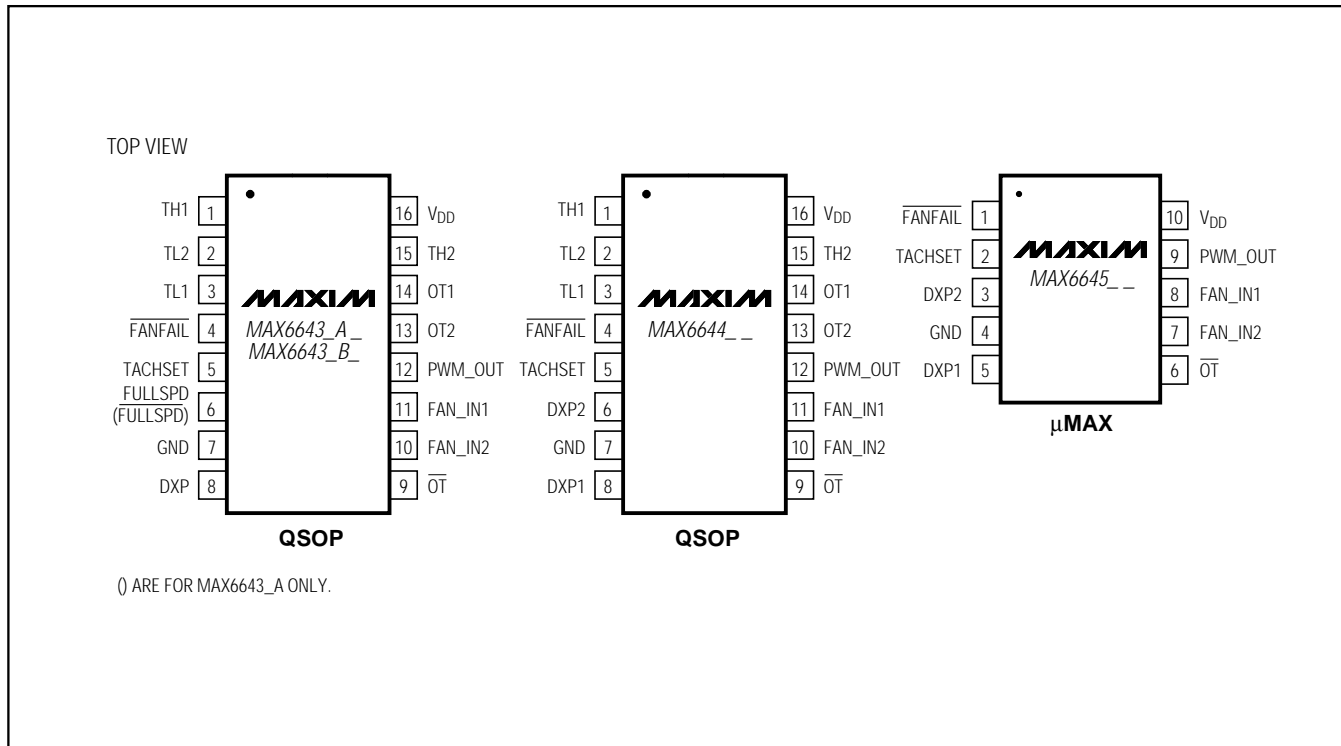 TOP VIEW
TH1 1
TL2 2
TL1 3
FANFAIL 4
TACHSET 5
FULLSPD
(FULLSPD) 6
GND 7
DXP 8
MAXIM
MAX6643_A _
MAX6643_B_
16 VDD
15 TH2
14 OT1
13 OT2
12 PWM_OUT
11 FAN_IN1
10 FAN_IN2
9 OT
QSOP
TH1 1
TL2 2
TL1 3
FANFAIL 4
TACHSET 5
DXP2 6
GND 7
DXP1 8
MAXIM
MAX6644_ _
16 VDD
15 TH2
14 OT1
13 OT2
12 PWM_OUT
11 FAN_IN1
10 FAN_IN2
9 OT
QSOP
FANFAIL 1
TACHSET 2
DXP2 3
GND 4
DXP1 5
MAXIM
MAX6645_ _
10 VDD
9 PWM_OUT
8 FAN_IN1
7 FAN_IN2
6 OT
μMAX
() ARE FOR MAX6643_A ONLY.